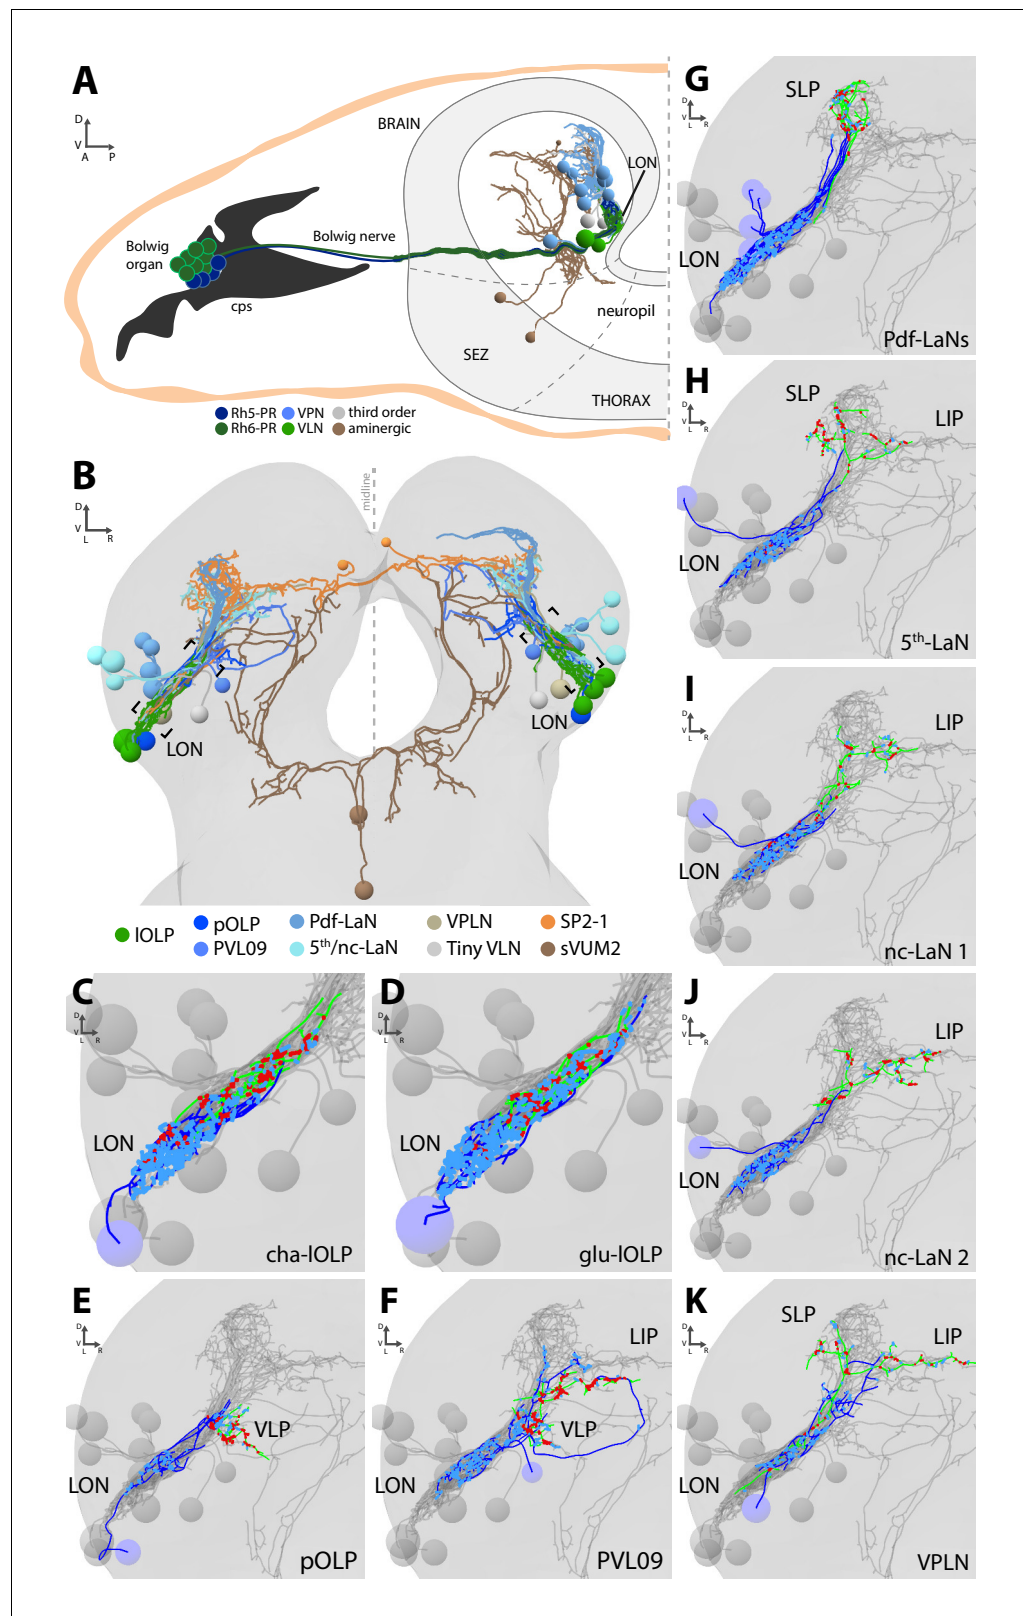 A
D
V
A
P
BRAIN
LON
Bolwig
organ
Bolwig nerve
cps
neuropil
SEZ
THORAX
Rh5-PR VPN third order
Rh6-PR VLN aminergic
B
D
V
L
R
midline
LON
LON
lOLP
pOLP
PVL09
Pdf-LaN
5th/nc-LaN
VPLN
Tiny VLN
SP2-1
sVUM2
C
D
V
L
R
LON
cha-lOLP
D
D
V
L
R
LON
glu-lOLP
E
D
V
L
R
VLP
LON
pOLP
F
D
V
L
R
LIP
VLP
LON
PVL09
G
D
V
L
R
SLP
LON
Pdf-LaNs
H
D
V
L
R
SLP
LIP
LON
5th-LaN
I
D
V
L
R
LIP
LON
nc-LaN 1
J
D
V
L
R
LIP
LON
nc-LaN 2
K
D
V
L
R
SLP
LIP
LON
VPLN